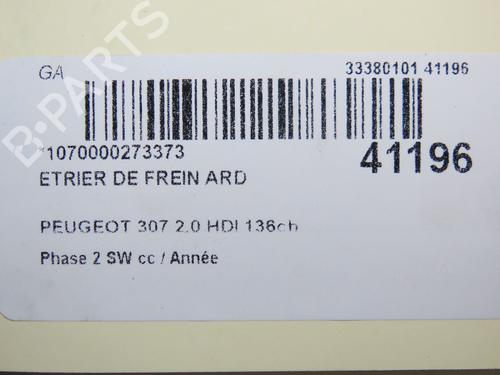 GA 33380101 41196
*1070000273373
41196
ETRIER DE FREIN ARD
PEUGEOT 307 2.0 HDI 136ch
Phase 2 SW cc / Année
B-PARTS